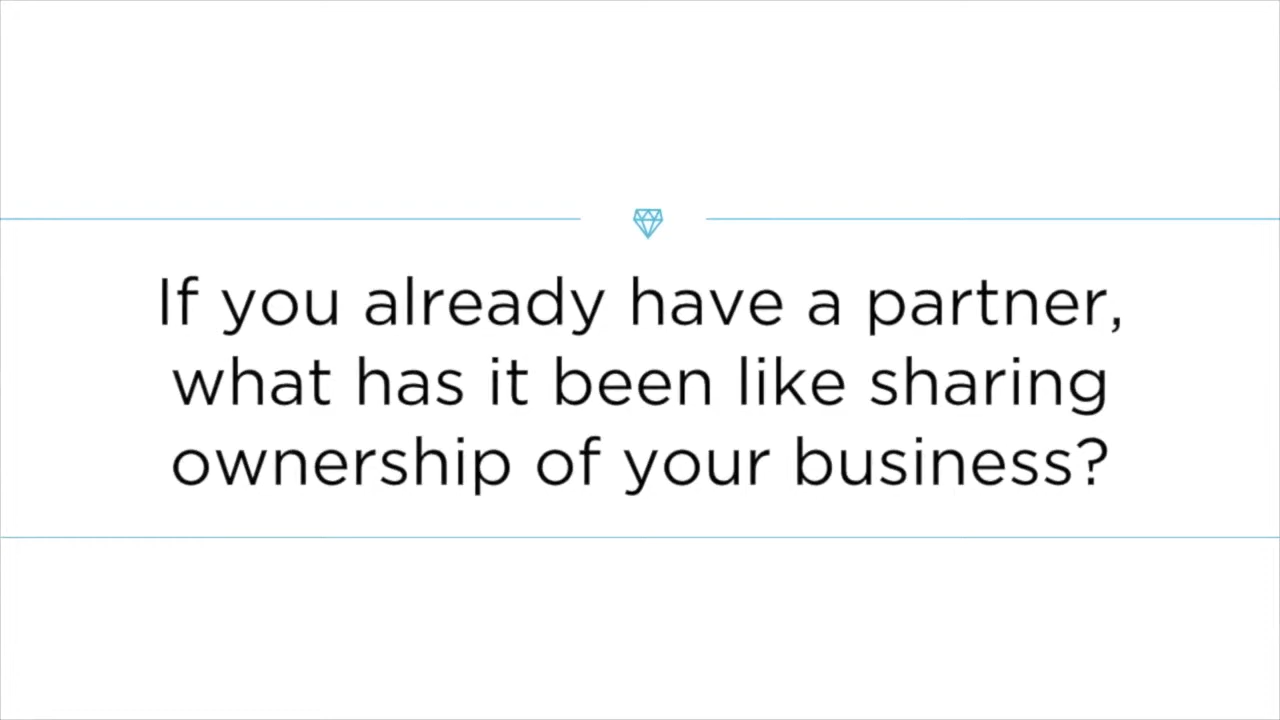 If you already have a partner,
what has it been like sharing
ownership of your business?